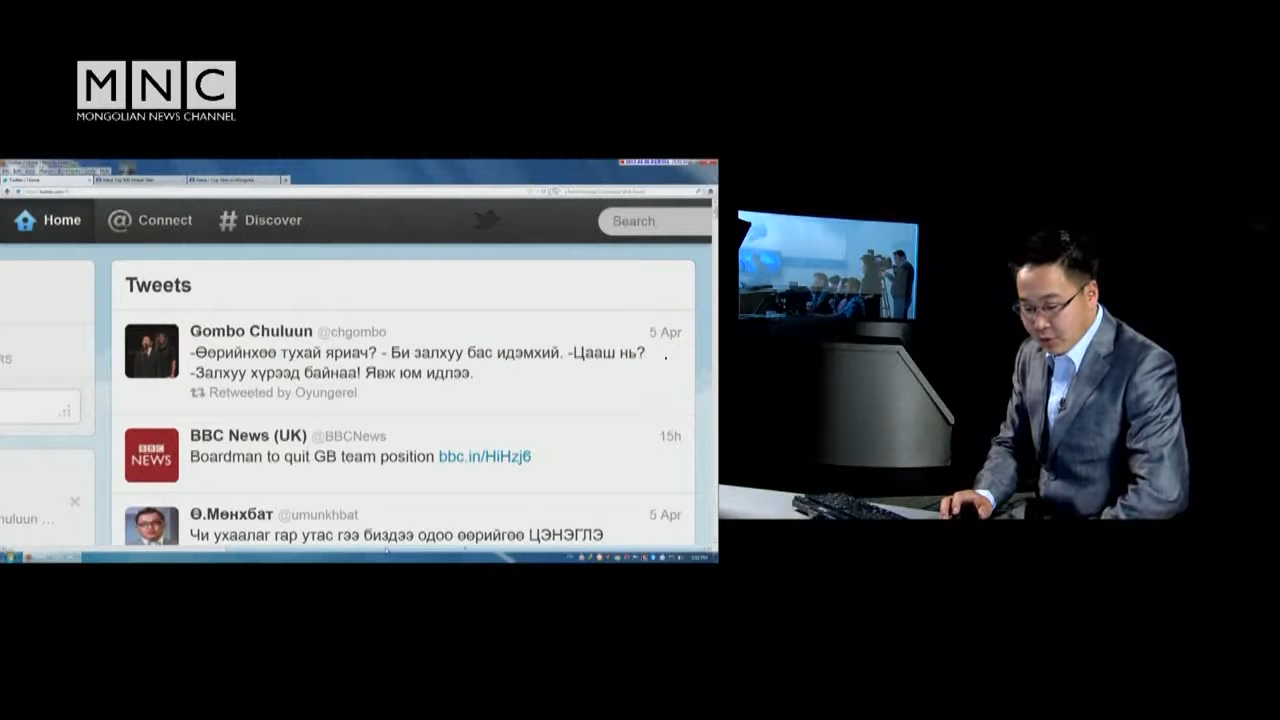 MNC
MONGOLIAN NEWS CHANNEL
Home
Connect
Discover
Search
Tweets
Gombo Chuluun @chgombo 5 Apr
-Өөрийнхөө тухай яриач? - Би залхуу бас идэмхий. -Цааш нь?
-Залхуу хүрээд байнаа! Явж юм идлээ.
Retweeted by Oyungerel
BBC News (UK) @BBCNews 15h
BBC
NEWS
Boardman to quit GB team position bbc.in/HiHzj6
Ө.Мөнхбат @umunkhbat 5 Apr
huluun ...
Чи ухаалаг гар утас гээ биздээ одоо өөрийгөө ЦЭНЭГЛЭ